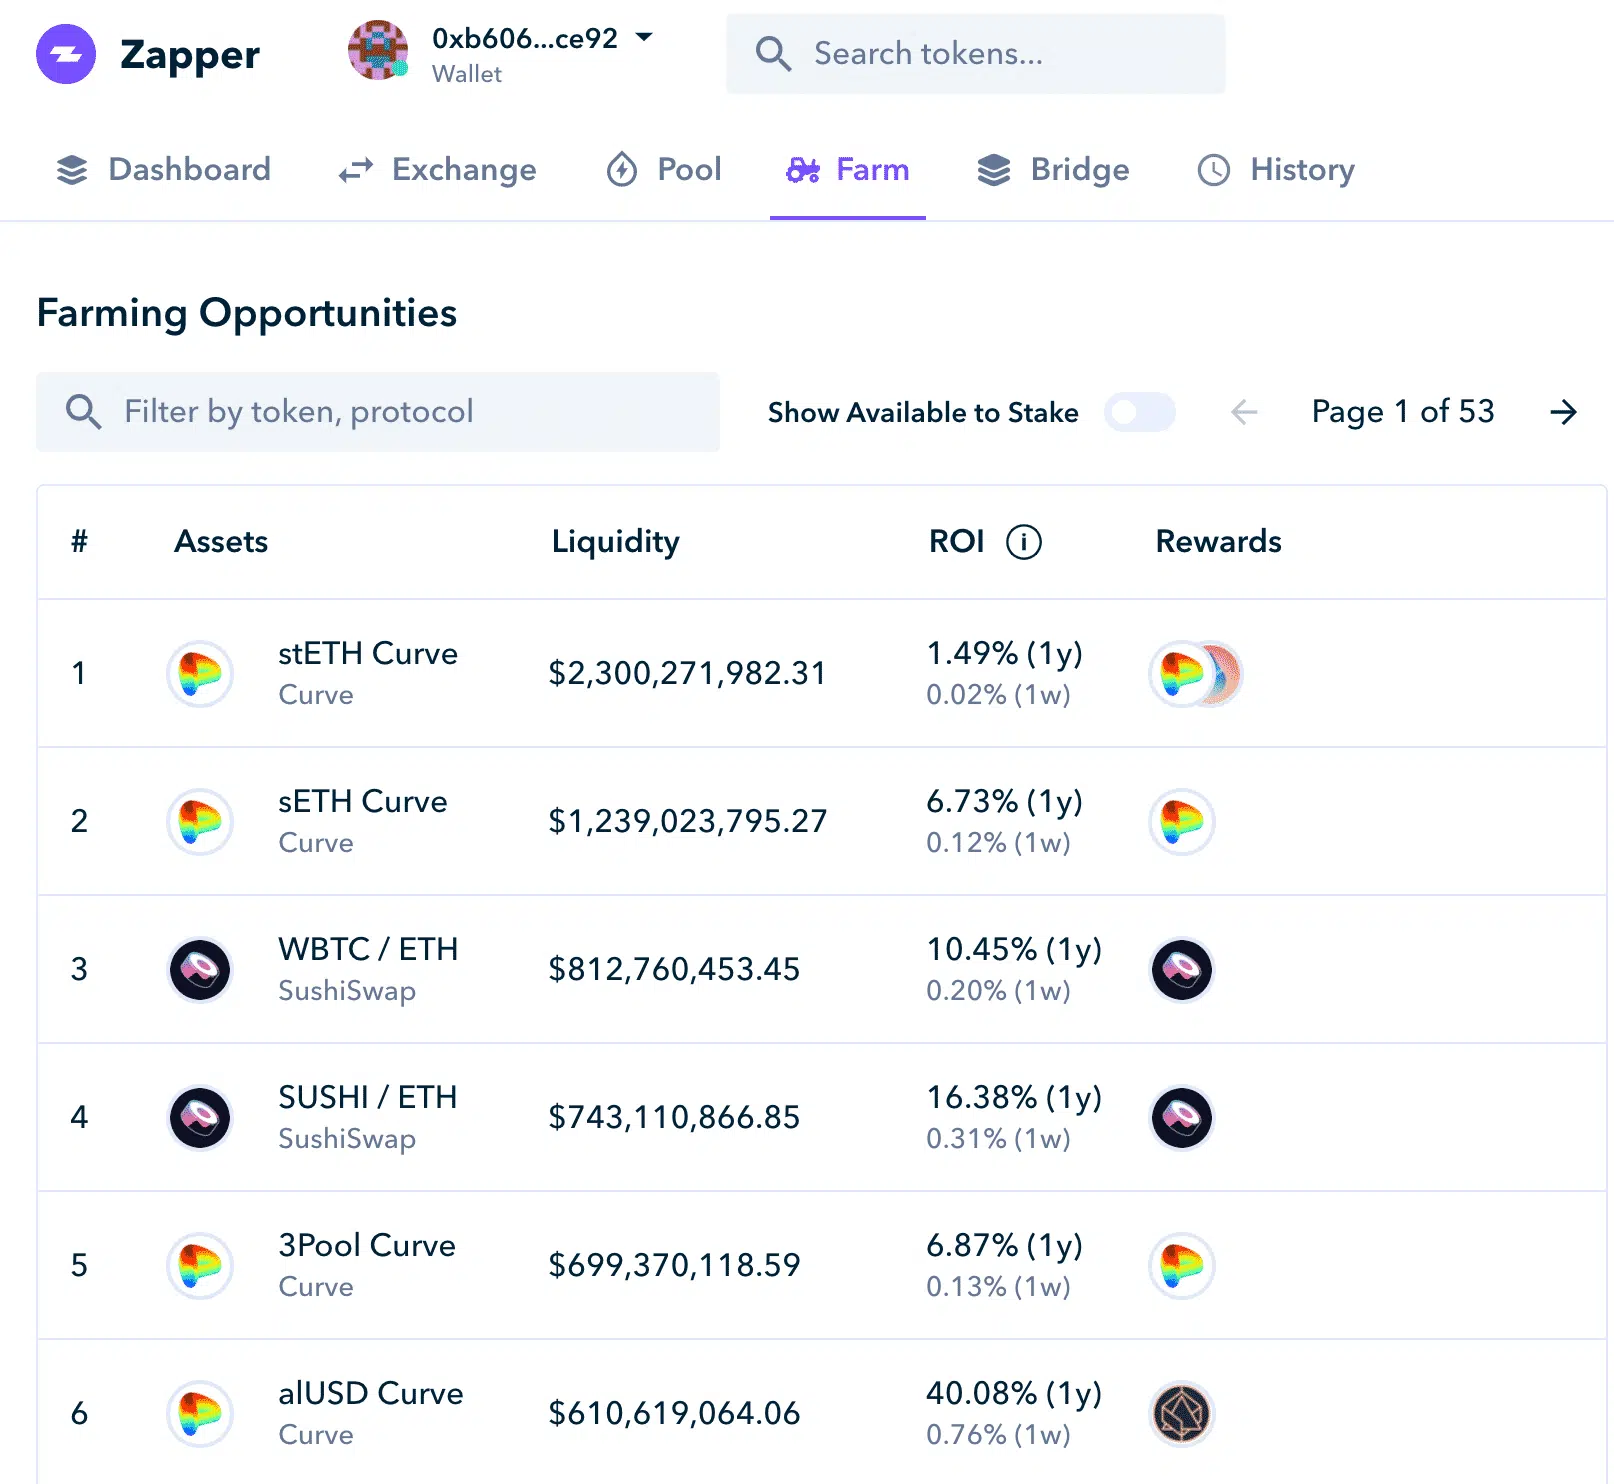 Zapper
0xb606...ce92
Wallet
Search tokens...
Dashboard
Exchange
Pool
Farm
Bridge
History
Farming Opportunities
Filter by token, protocol
Show Available to Stake
Page 1 of 53
# Assets Liquidity ROI i Rewards
1 stETH Curve $2,300,271,982.31 1.49% (1y)
Curve 0.02% (1w)
2 sETH Curve $1,239,023,795.27 6.73% (1y)
Curve 0.12% (1w)
3 WBTC / ETH $812,760,453.45 10.45% (1y)
SushiSwap 0.20% (1w)
4 SUSHI / ETH $743,110,866.85 16.38% (1y)
SushiSwap 0.31% (1w)
5 3Pool Curve $699,370,118.59 6.87% (1y)
Curve 0.13% (1w)
6 alUSD Curve $610,619,064.06 40.08% (1y)
Curve 0.76% (1w)